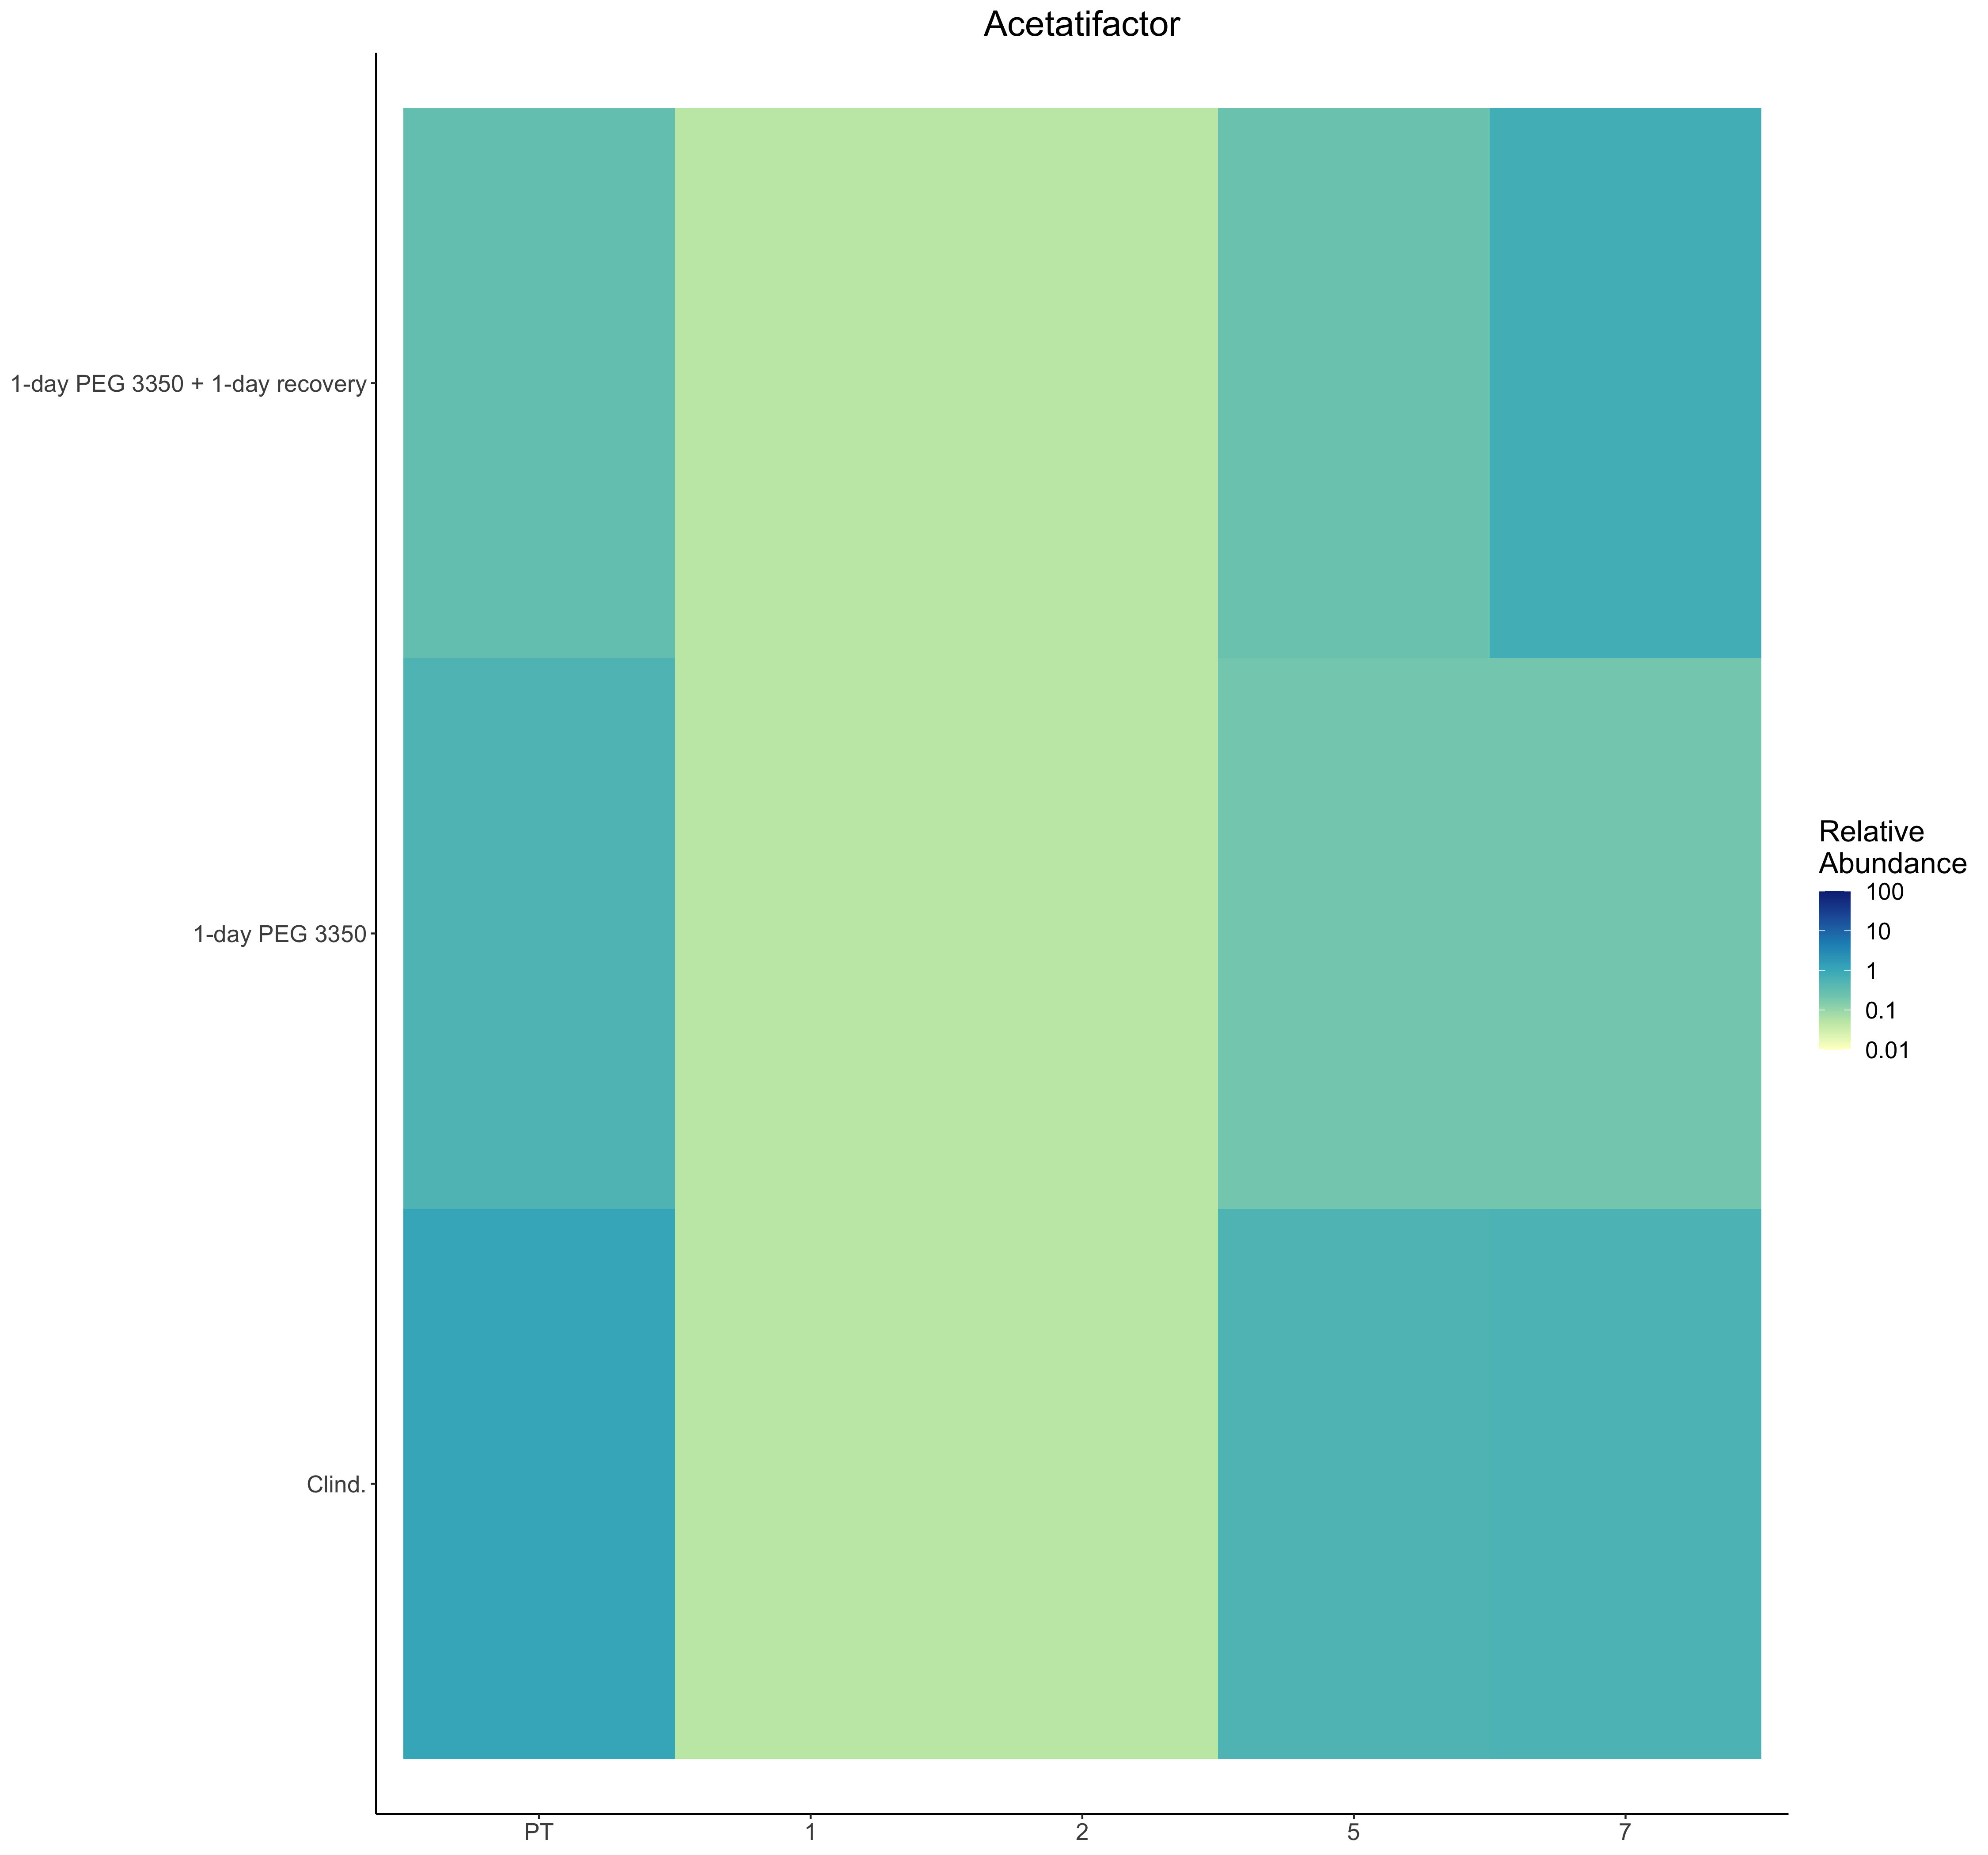 Acetatifactor
1-day PEG 3350 + 1-day recovery
1-day PEG 3350
Clind.
PT
1
2
5
7
Relative
Abundance
100
10
1
0.1
0.01